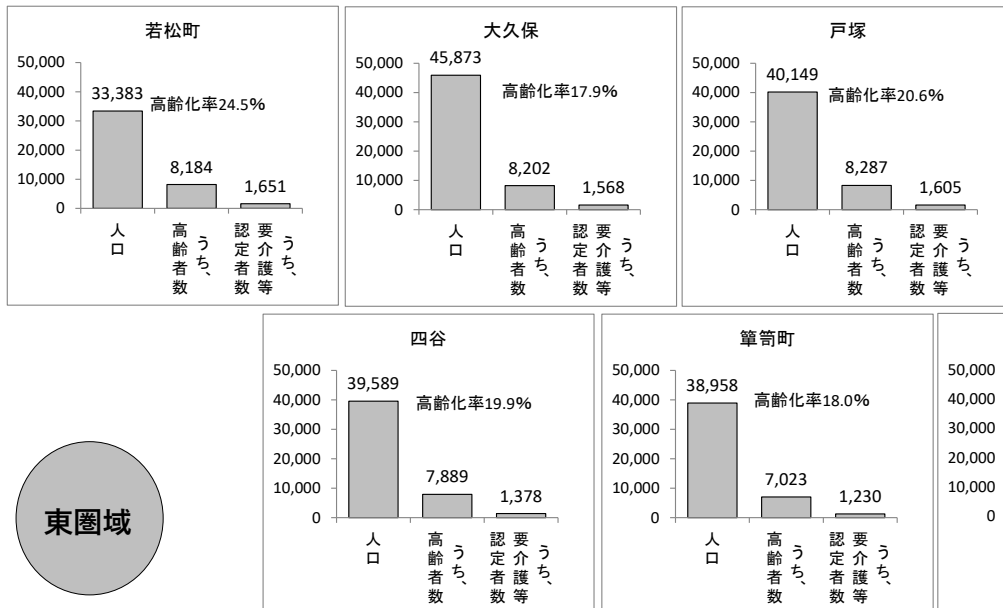 若松町
50,000
40,000
30,000
20,000
10,000
0
33,383
高齢化率24.5%
8,184
1,651
人口
うち、
高齢者数
うち、
要介護等
認定者数
大久保
50,000
40,000
30,000
20,000
10,000
0
45,873
高齢化率17.9%
8,202
1,568
人口
うち、
高齢者数
うち、
要介護等
認定者数
戸塚
50,000
40,000
30,000
20,000
10,000
0
40,149
高齢化率20.6%
8,287
1,605
人口
うち、
高齢者数
うち、
要介護等
認定者数
東圏域
四谷
50,000
40,000
30,000
20,000
10,000
0
39,589
高齢化率19.9%
7,889
1,378
人口
うち、
高齢者数
うち、
要介護等
認定者数
簞笥町
50,000
40,000
30,000
20,000
10,000
0
38,958
高齢化率18.0%
7,023
1,230
人口
うち、
高齢者数
うち、
要介護等
認定者数
50,000
40,000
30,000
20,000
10,000
0